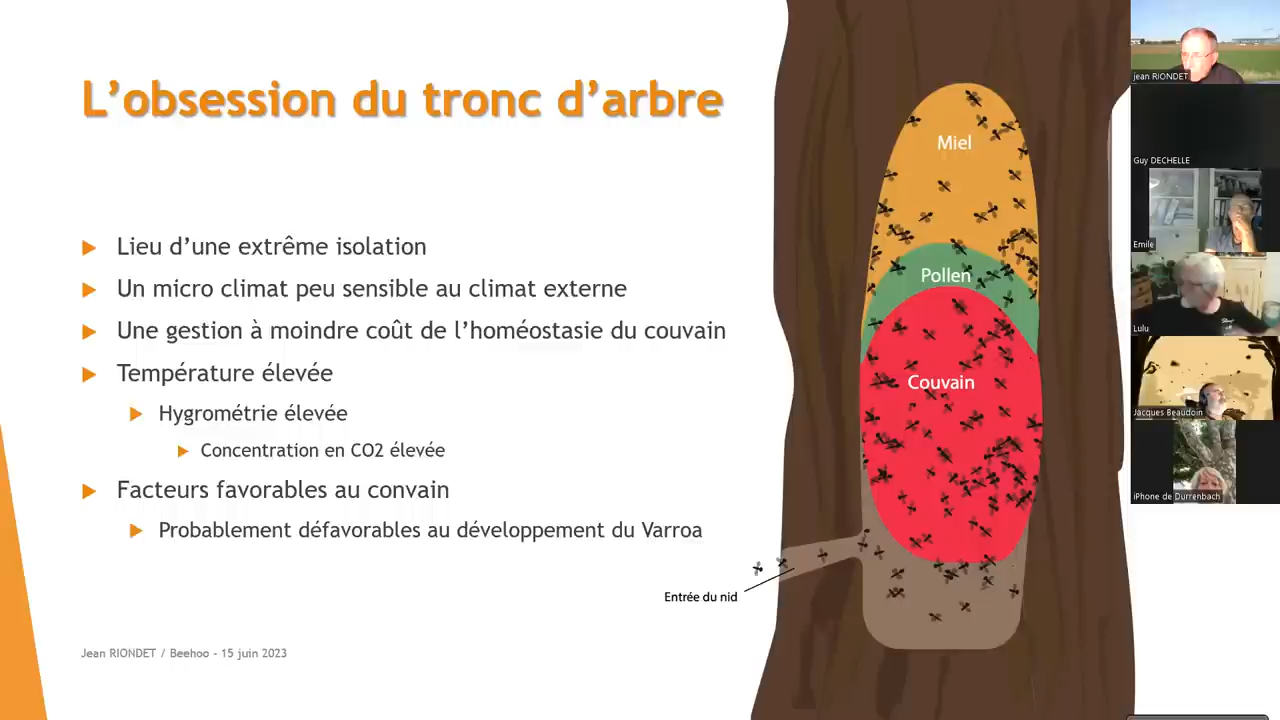 L'obsession du tronc d'arbre
Lieu d'une extrême isolation
Un micro climat peu sensible au climat externe
Une gestion à moindre coût de l'homéostasie du couvain
Température élevée
Hygrométrie élevée
Concentration en CO2 élevée
Facteurs favorables au convain
Probablement défavorables au développement du Varroa
Jean RIONDET / Beehoo - 15 juin 2023
Miel
Pollen
Couvain
Entrée du nid
jean RIONDET
Guy DECHELLE
Emile
Lulu
Jacques Beaudoin
iPhone de Durrenbach